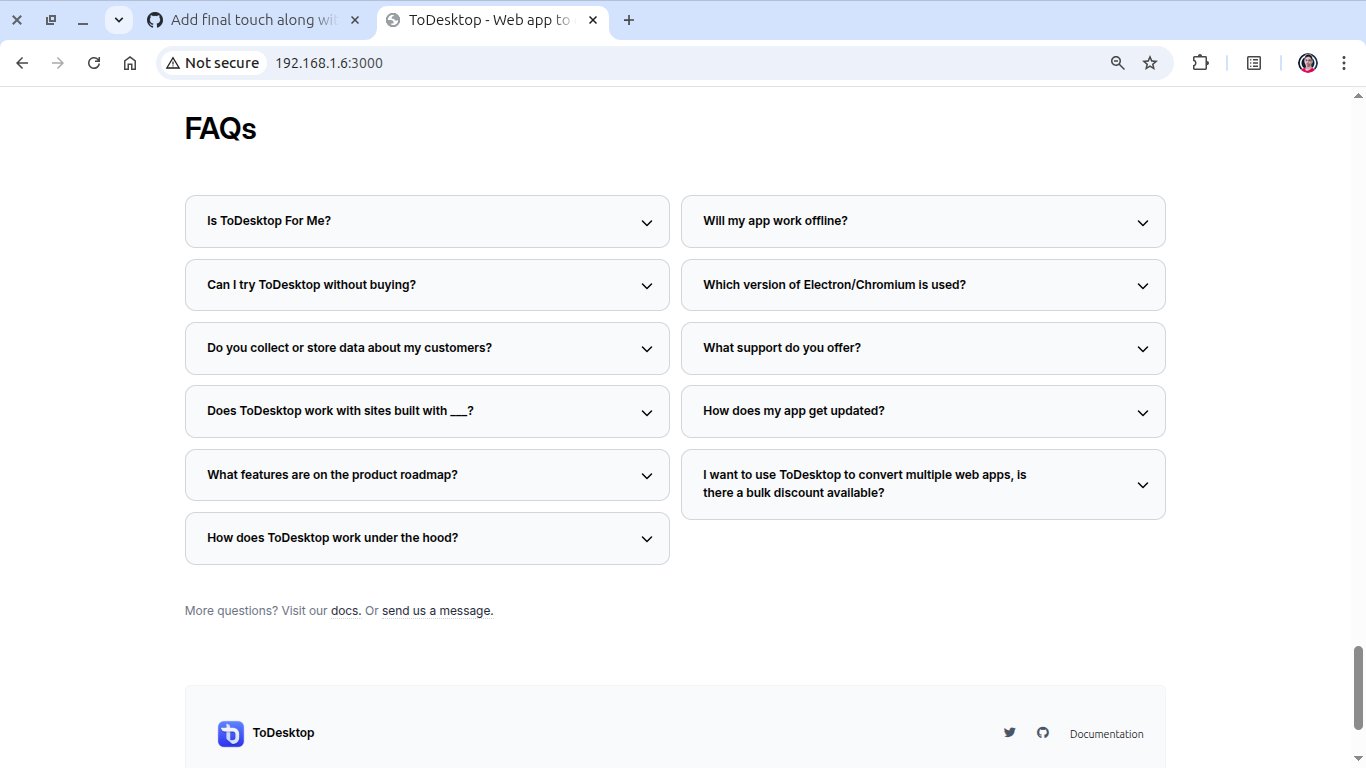 Add final touch along wit
ToDesktop - Web app to
Not secure
192.168.1.6:3000
FAQs
Is ToDesktop For Me?
Can I try ToDesktop without buying?
Do you collect or store data about my customers?
Does ToDesktop work with sites built with ___?
What features are on the product roadmap?
How does ToDesktop work under the hood?
Will my app work offline?
Which version of Electron/Chromium is used?
What support do you offer?
How does my app get updated?
I want to use ToDesktop to convert multiple web apps, is
there a bulk discount available?
More questions? Visit our docs. Or send us a message.
ToDesktop
Documentation